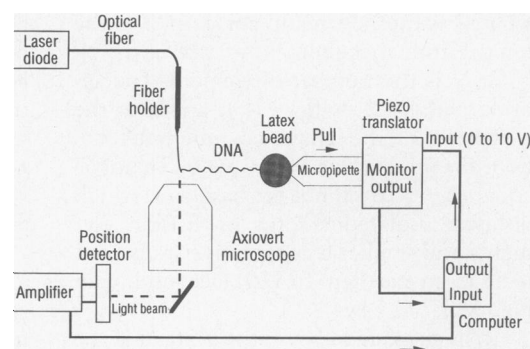 Laser
diode
Optical
fiber
Fiber
holder
DNA
Latex
bead
Pull
Micropipette
Piezo
translator
Monitor
output
Input (0 to 10 V)
Position
detector
Axiovert
microscope
Amplifier
Light beam
Output
Input
Computer